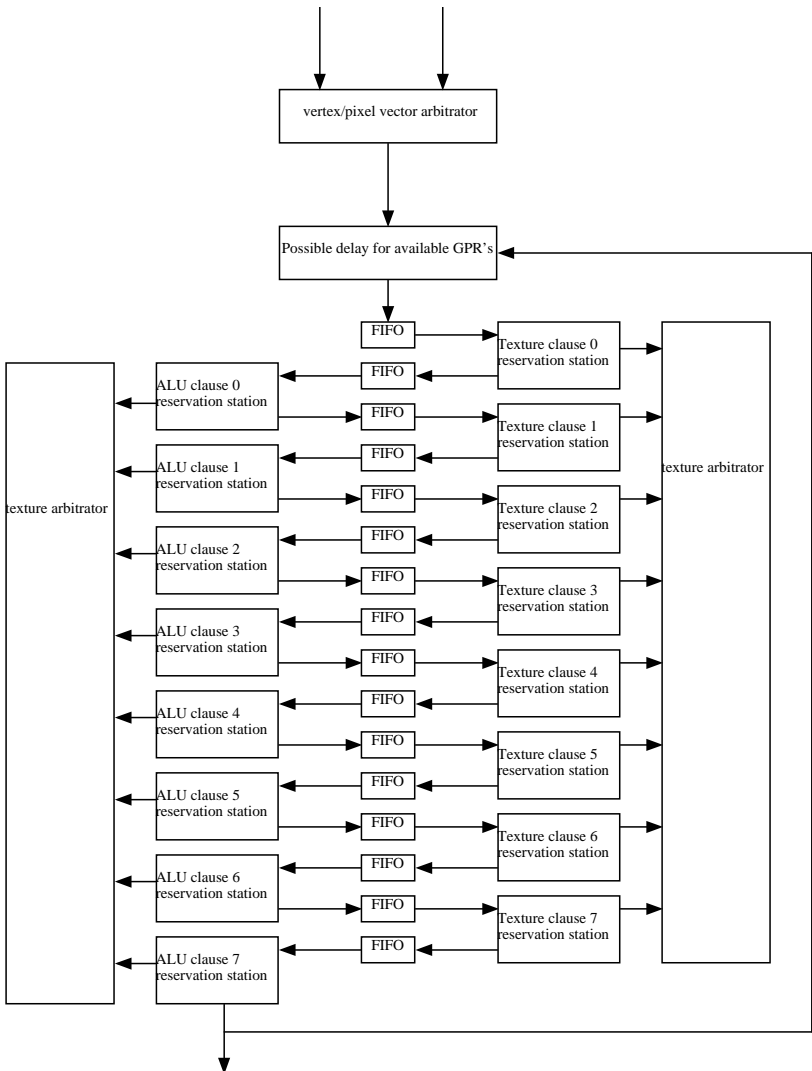 vertex/pixel vector arbitrator
Possible delay for available GPR's
FIFO
Texture clause 0
reservation station
FIFO
ALU clause 0
reservation station
FIFO
Texture clause 1
reservation station
texture arbitrator
FIFO
ALU clause 1
reservation station
texture arbitrator
FIFO
Texture clause 2
reservation station
FIFO
ALU clause 2
reservation station
FIFO
Texture clause 3
reservation station
FIFO
ALU clause 3
reservation station
FIFO
Texture clause 4
reservation station
FIFO
ALU clause 4
reservation station
FIFO
Texture clause 5
reservation station
FIFO
ALU clause 5
reservation station
FIFO
Texture clause 6
reservation station
FIFO
ALU clause 6
reservation station
FIFO
Texture clause 7
reservation station
FIFO
ALU clause 7
reservation station